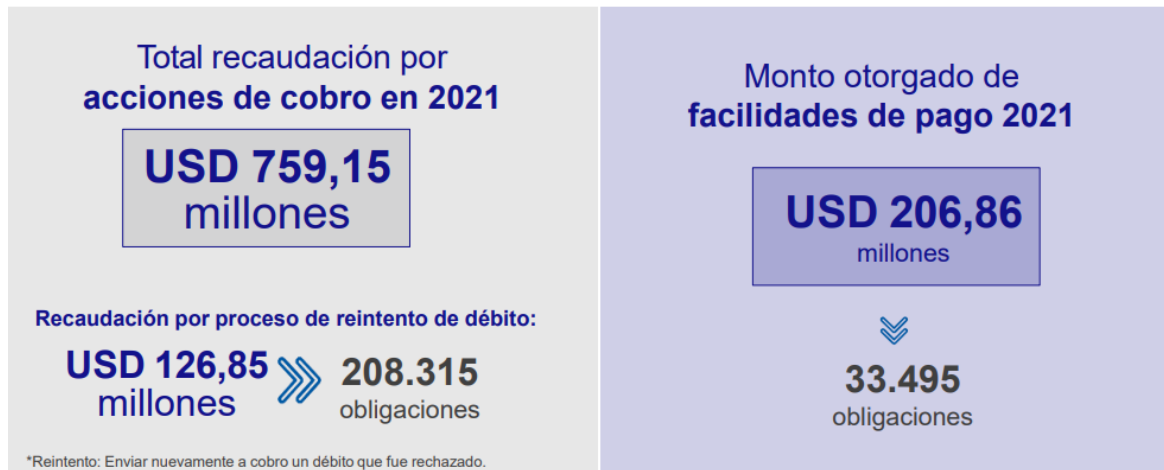 Total recaudación por
acciones de cobro en 2021
USD 759,15
millones
Recaudación por proceso de reintento de débito:
USD 126,85
millones
208.315
obligaciones
*Reintento: Enviar nuevamente a cobro un débito que fue rechazado.
Monto otorgado de
facilidades de pago 2021
USD 206,86
millones
33.495
obligaciones